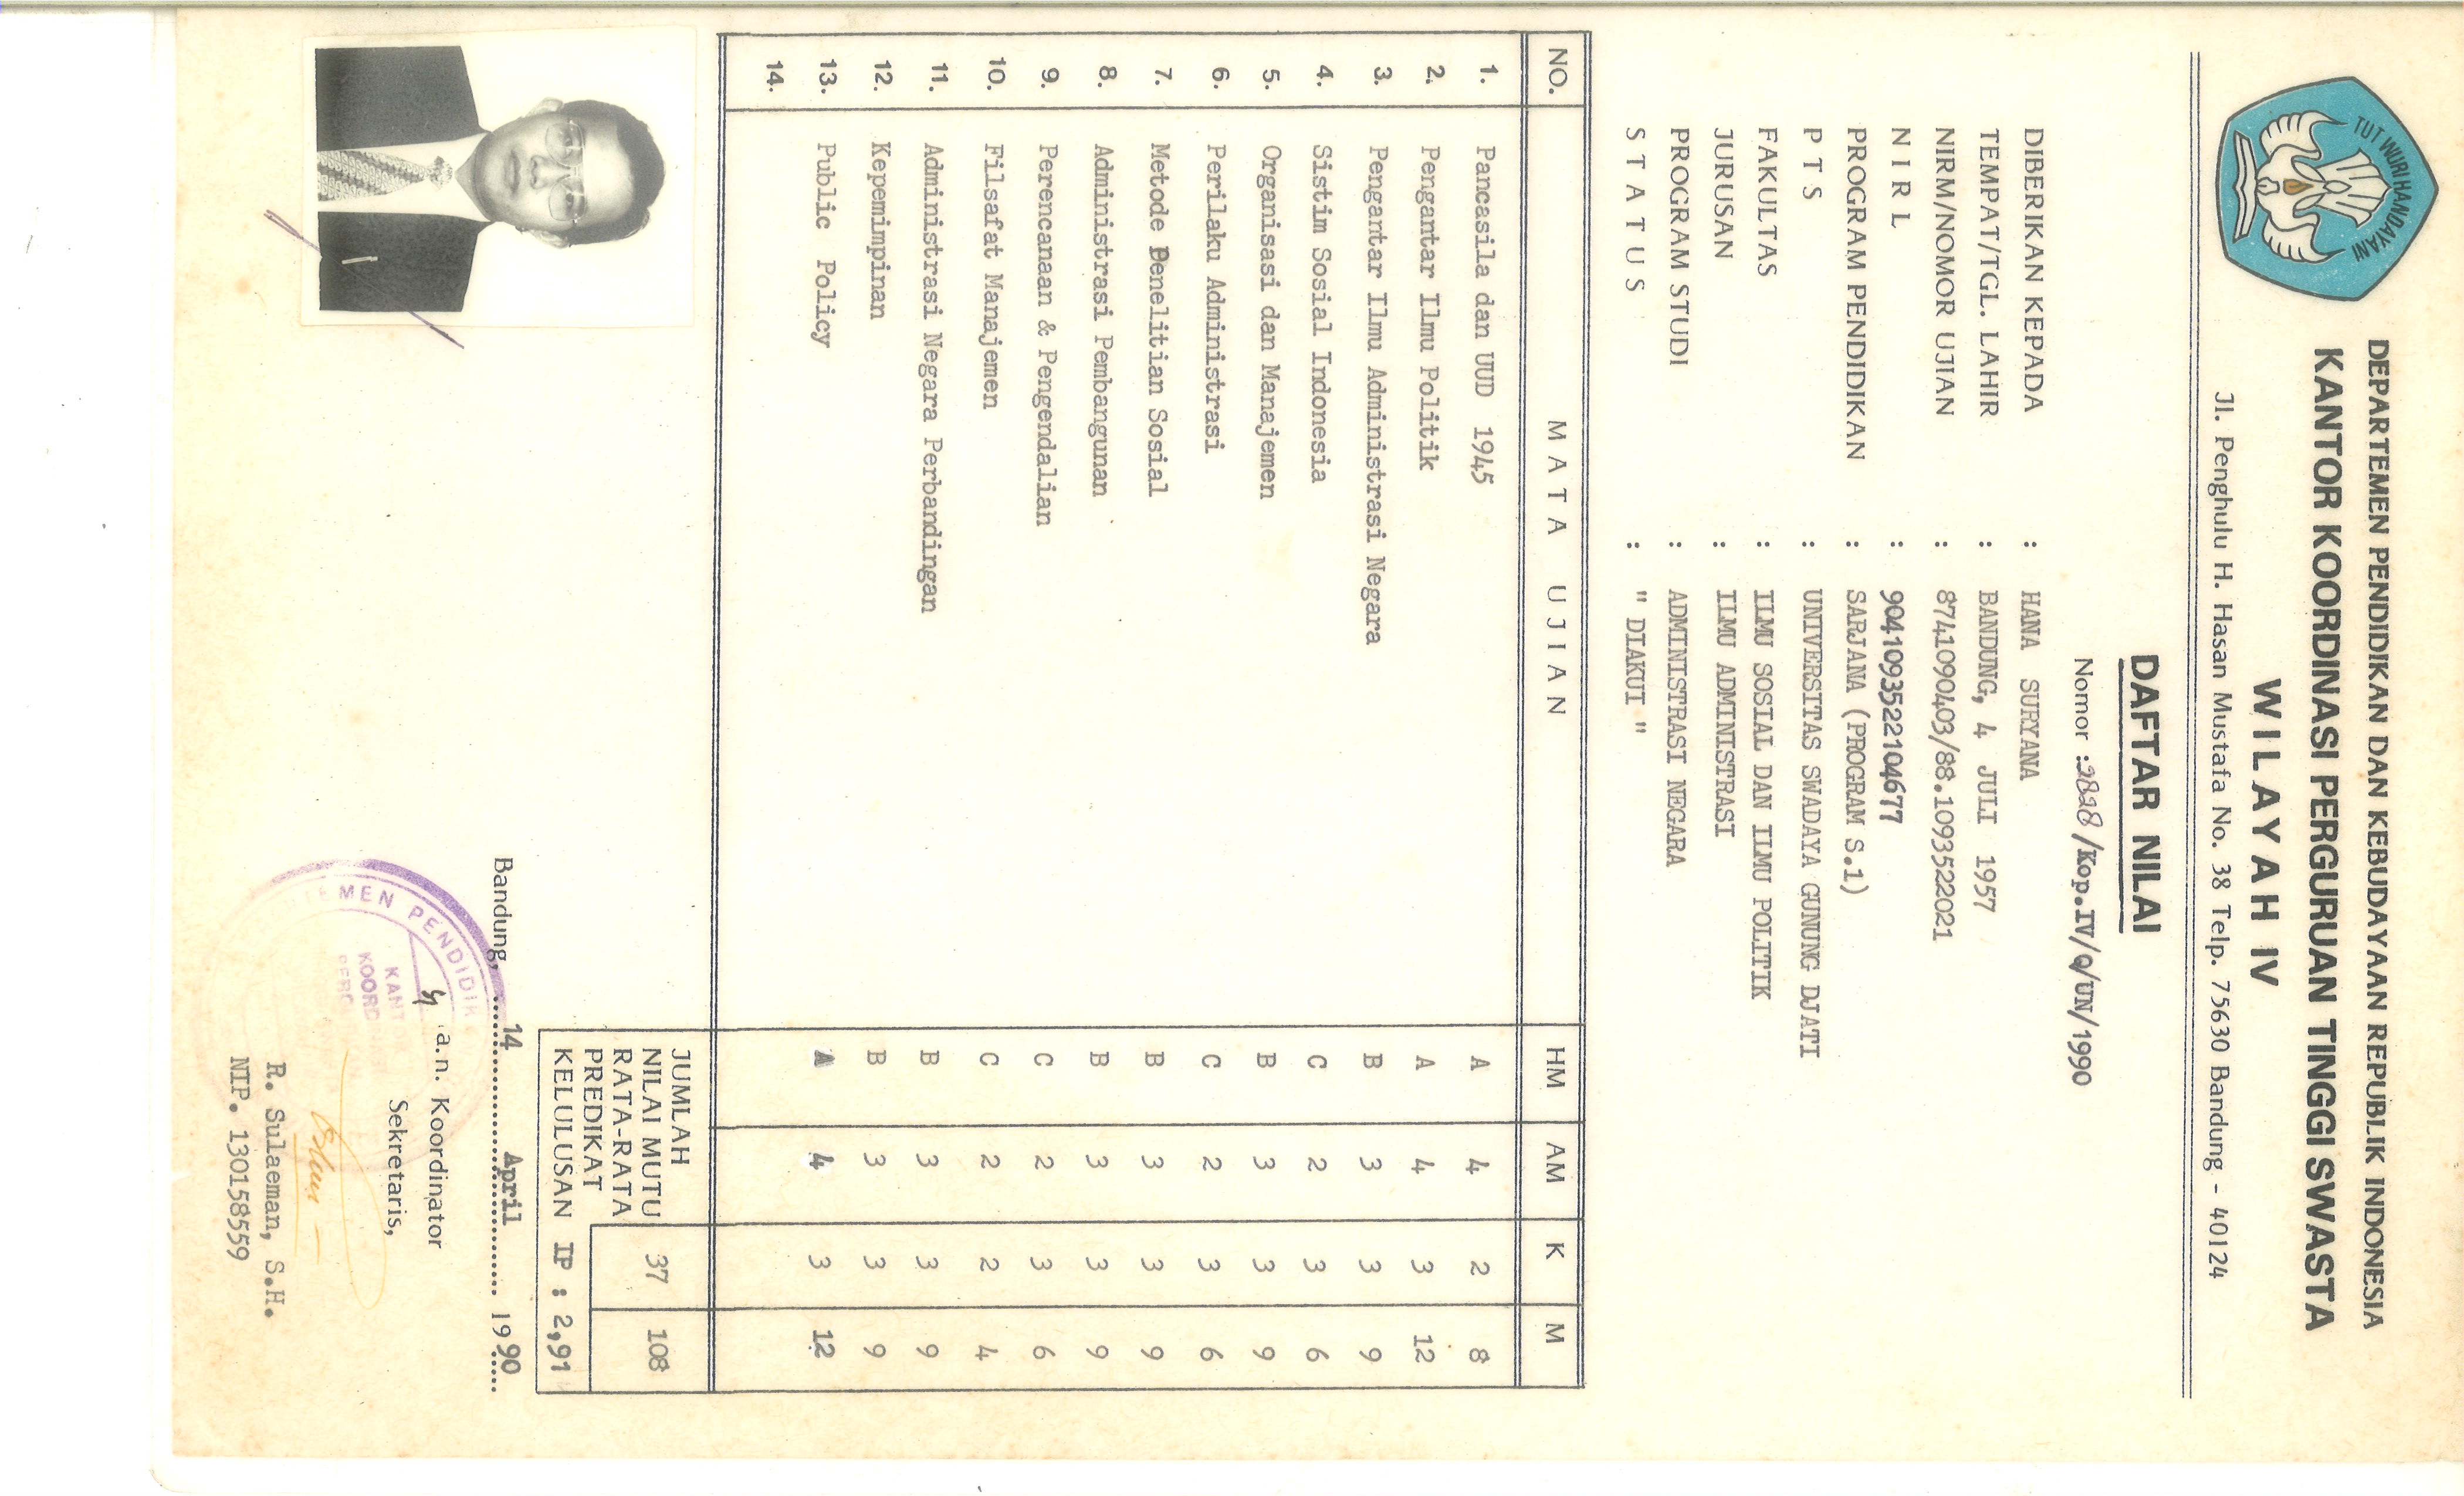 TUT WURI HANDAYANI
DEPARTEMEN PENDIDIKAN DAN KEBUDAYAAN REPUBLIK INDONESIA
KANTOR KOORDINASI PERGURUAN TINGGI SWASTA
WILAYAH IV
Jl. Penghulu H. Hasan Mustafa No. 38 Telp. 75630 Bandung - 40124
DAFTAR NILAI
Nomor : 2828 /Kop.IV/Q/UN/1990
DIBERIKAN KEPADA : HANA SURYANA
TEMPAT/TGL. LAHIR : BANDUNG, 4 JULI 1957
NIRM/NOMOR UJIAN : 8741090403/88.1093522021
N I R L : 9041093522104677
PROGRAM PENDIDIKAN : SARJANA (PROGRAM S.1)
P T S : UNIVERSITAS SWADAYA GUNUNG DJATI
FAKULTAS : ILMU SOSIAL DAN ILMU POLITIK
JURUSAN : ILMU ADMINISTRASI
PROGRAM STUDI : ADMINISTRASI NEGARA
S T A T U S : " DIAKUI "
NO. M A T A U J I A N HM AM K M
1. Pancasila dan UUD 1945 A 4 2 8
2. Pengantar Ilmu Politik A 4 3 12
3. Pengantar Ilmu Administrasi Negara B 3 3 9
4. Sistim Sosial Indonesia C 2 3 6
5. Organisasi dan Manajemen B 3 3 9
6. Perilaku Administrasi C 2 3 6
7. Metode Penelitian Sosial B 3 3 9
8. Administrasi Pembangunan B 3 3 9
9. Perencanaan & Pengendalian C 2 3 6
10. Filsafat Manajemen C 2 2 4
11. Administrasi Negara Perbandingan B 3 3 9
12. Kepemimpinan B 3 3 9
13. Public Policy A 4 3 12
14.
JUMLAH
NILAI MUTU 37 108
RATA-RATA
PREDIKAT
KELULUSAN IP : 2,91
Bandung, 14 April 1990
a.n. Koordinator
Sekretaris,
R. Sulaeman, S.H.
NIP. 130158559